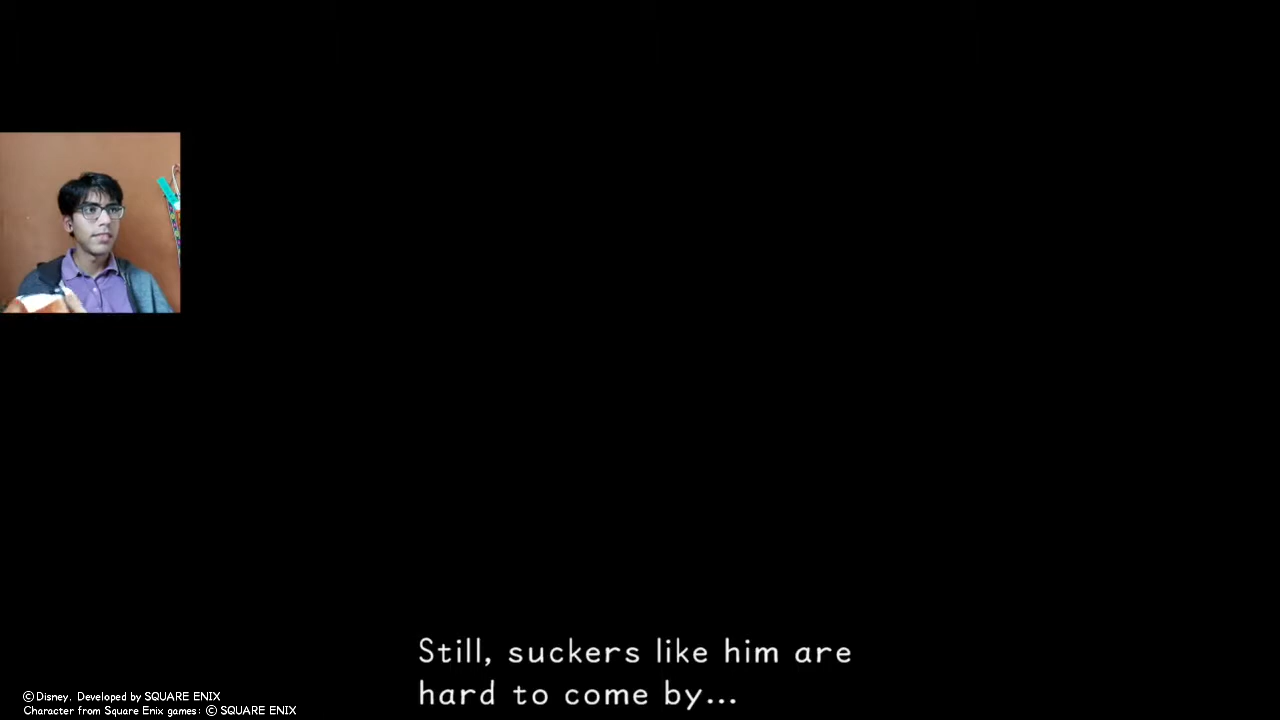 Still, suckers like him are
hard to come by...
© Disney. Developed by SQUARE ENIX
Character from Square Enix games: © SQUARE ENIX